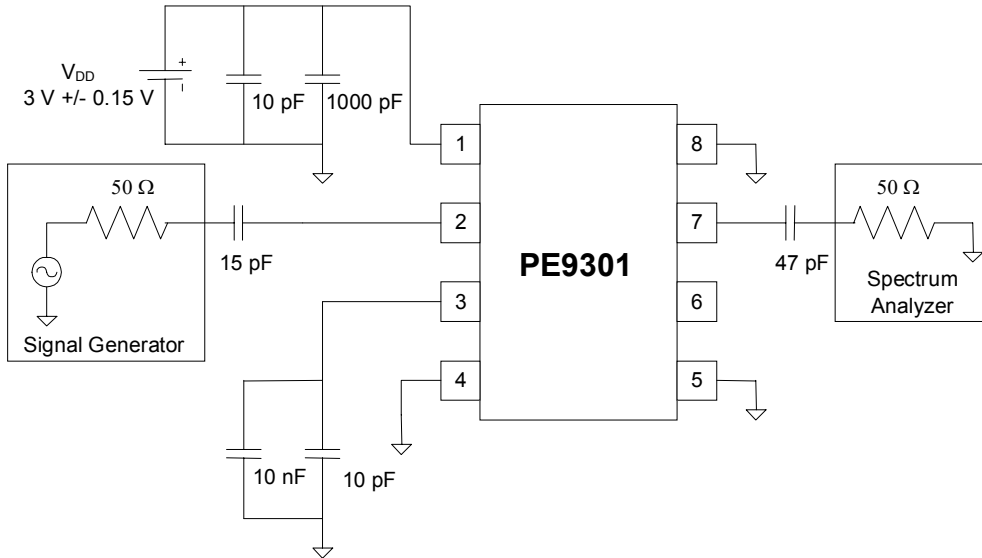 V_DD
3 V +/- 0.15 V
+
–
10 pF
1000 pF
1
8
50 Ω
50 Ω
2
7
15 pF
47 pF
PE9301
Spectrum
Analyzer
3
6
Signal Generator
4
5
10 nF
10 pF